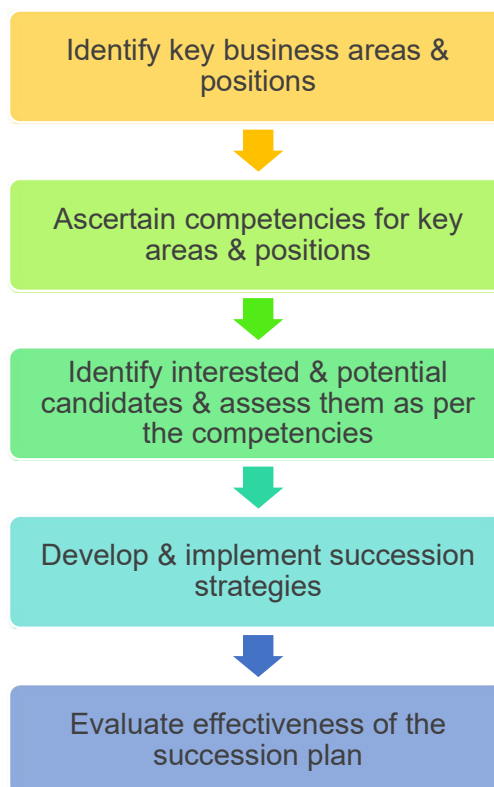 Identify key business areas &
positions
Ascertain competencies for key
areas & positions
Identify interested & potential
candidates & assess them as per
the competencies
Develop & implement succession
strategies
Evaluate effectiveness of the
succession plan